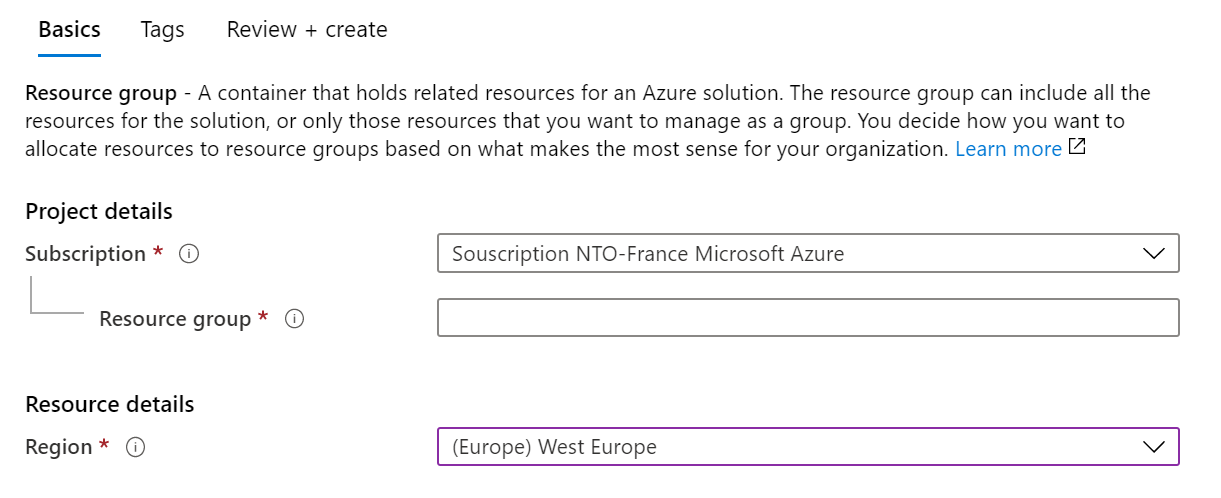 Basics Tags Review + create
Resource group - A container that holds related resources for an Azure solution. The resource group can include all the
resources for the solution, or only those resources that you want to manage as a group. You decide how you want to
allocate resources to resource groups based on what makes the most sense for your organization. Learn more
Project details
Subscription * Souscription NTO-France Microsoft Azure
Resource group *
Resource details
Region * (Europe) West Europe